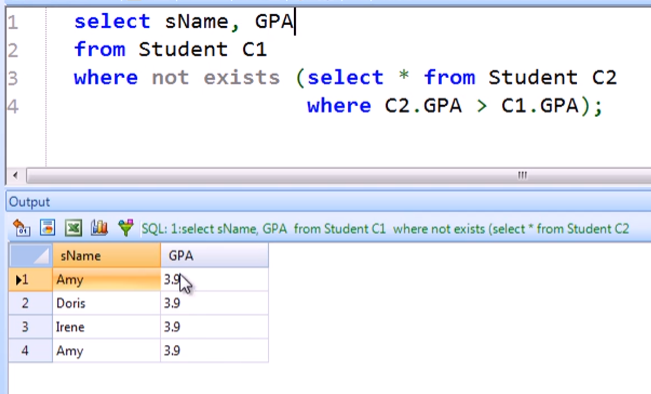 1 select sName, GPA
2 from Student C1
3 where not exists (select * from Student C2
4 where C2.GPA > C1.GPA);
Output
SQL: 1:select sName, GPA from Student C1 where not exists (select * from Student C2
sName GPA
1 Amy 3.9
2 Doris 3.9
3 Irene 3.9
4 Amy 3.9